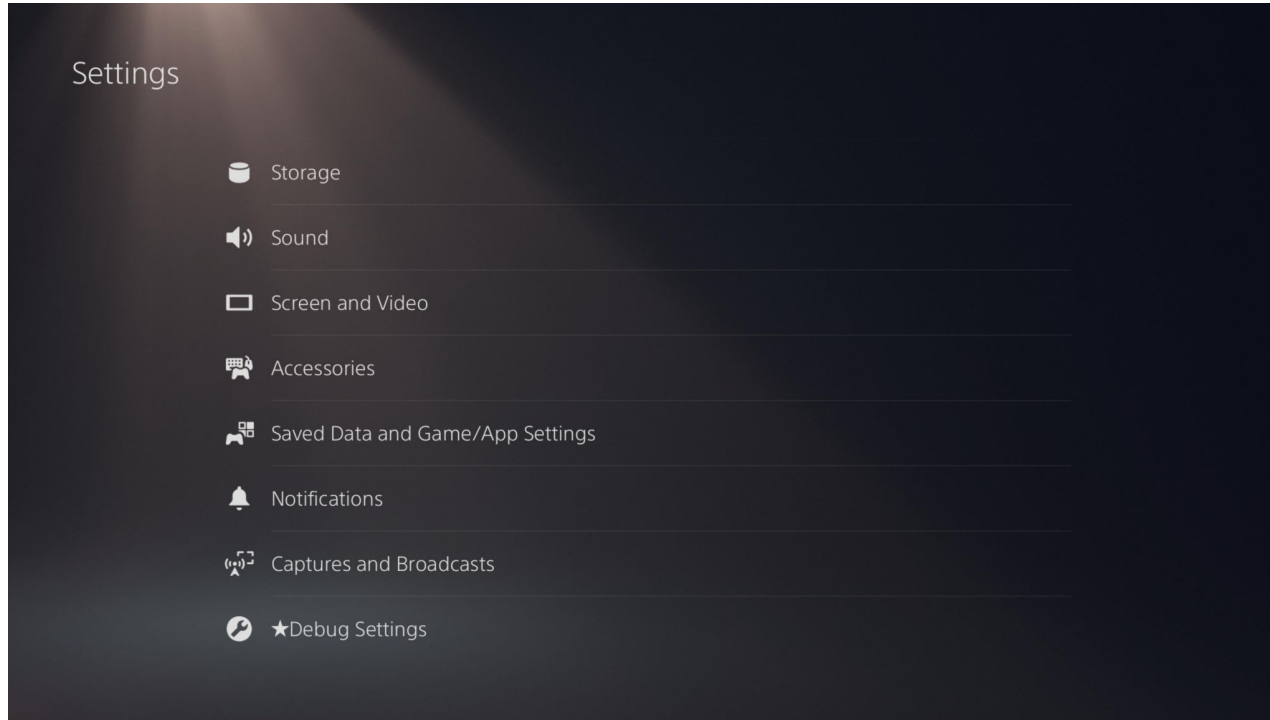 Settings
Storage
Sound
Screen and Video
Accessories
Saved Data and Game/App Settings
Notifications
Captures and Broadcasts
★Debug Settings